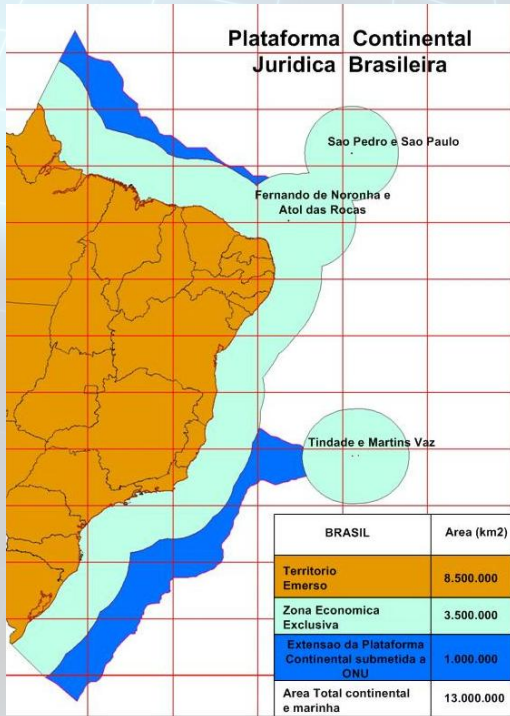 Plataforma Continental
Juridica Brasileira
Sao Pedro e Sao Paulo
Fernando de Noronha e
Atol das Rocas
Tindade e Martins Vaz
BRASIL Area (km2)
Territorio
Emerso 8.500.000
Zona Economica
Exclusiva 3.500.000
Extensao da Plataforma
Continental submetida a
ONU 1.000.000
Area Total continental
e marinha 13.000.000